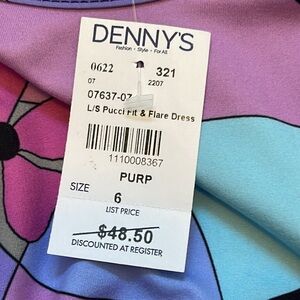 DENNY'S
Fashion • Style • For All
0622 321
07 2207
07637-07
L/S Pucci Fit & Flare Dress
1110008367
PURP
SIZE 6
LIST PRICE
$48.50
DISCOUNTED AT REGISTER